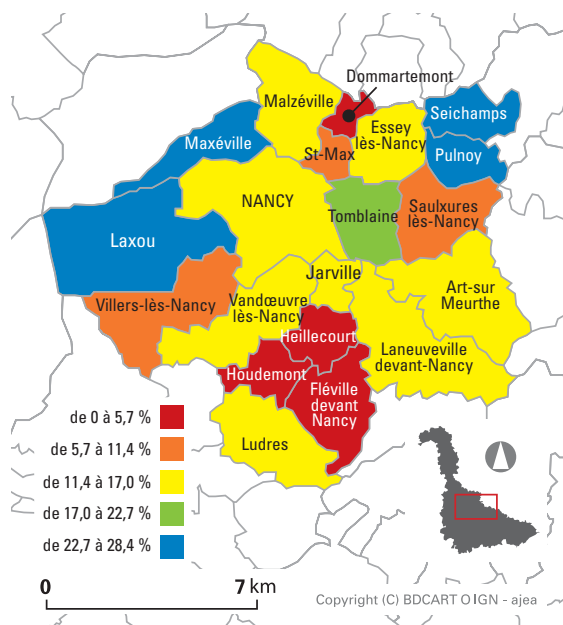 Dommartemont
Malzéville
Seichamps
Essey
lès-Nancy
Maxéville
St-Max
Pulnoy
NANCY
Tomblaine
Saulxures
lès-Nancy
Laxou
Jarville
Art-sur
Meurthe
Villers-lès-Nancy
Vandœuvre
lès-Nancy
Heillecourt
Laneuveville
devant-Nancy
Houdemont
Fléville
devant
Nancy
Ludres
de 0 à 5,7 %
de 5,7 à 11,4 %
de 11,4 à 17,0 %
de 17,0 à 22,7 %
de 22,7 à 28,4 %
0 7 km
Copyright (C) BDCARTO IGN - ajea